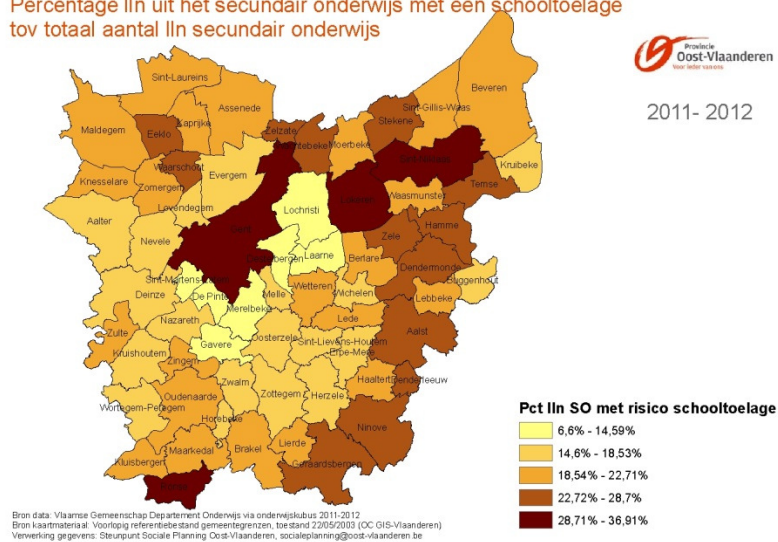 Percentage lln uit het secundair onderwijs met een schooltoelage
tov totaal aantal lln secundair onderwijs
Provincie
Oost-Vlaanderen
Voor ieder van ons
2011- 2012
Beveren
Sint-Laureins
Assenede
Sint-Gillis-Waas
Kaprijke
Stekene
Maldegem
Eeklo
Zelzate
Wachtebeke
Moerbeke
Sint-Niklaas
Kruibeke
Waarschoot
Evergem
Knesselare
Zomergem
Temse
Lovendegem
Lochristi
Lokeren
Waasmunster
Aalter
Gent
Hamme
Nevele
Zele
Destelbergen
Laarne
Berlare
Dendermonde
Sint-Martens-Latem
Buggenhout
Deinze
De Pinte
Melle
Wetteren
Wichelen
Lebbeke
Merelbeke
Nazareth
Lede
Zulte
Oosterzele
Aalst
Kruishoutem
Gavere
Sint-Lievens-Houtem
Erpe-Mere
Zingem
Zwalm
Haaltert
Denderleeuw
Oudenaarde
Zottegem
Herzele
Wortegem-Petegem
Horebeke
Ninove
Maarkedal
Brakel
Lierde
Kluisbergen
Geraardsbergen
Ronse
Pct lln SO met risico schooltoelage
6,6% - 14,59%
14,6% - 18,53%
18,54% - 22,71%
22,72% - 28,7%
28,71% - 36,91%
Bron data: Vlaamse Gemeenschap Departement Onderwijs via onderwijskubus 2011-2012
Bron kaartmateriaal: Voorlopig referentiebestand gemeentegrenzen, toestand 22/05/2003 (OC GIS-Vlaanderen)
Verwerking gegevens: Steunpunt Sociale Planning Oost-Vlaanderen, socialeplanning@oost-vlaanderen.be